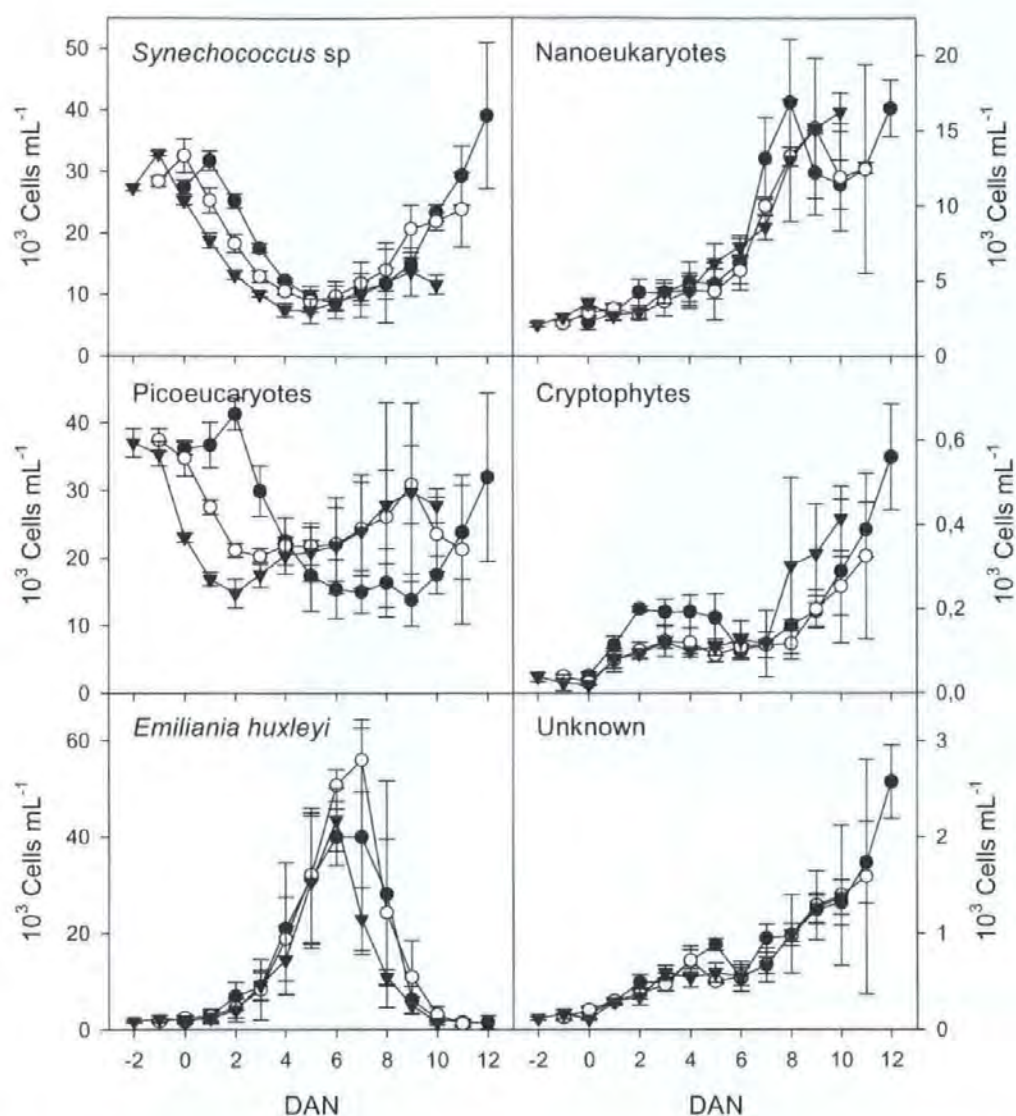 Synechococcus sp
Nanoeukaryotes
50
40
30
20
10
0
10³ Cells mL⁻¹
20
15
10
5
0
10³ Cells mL⁻¹
Picoeucaryotes
Cryptophytes
40
30
20
10
0
10³ Cells mL⁻¹
0,6
0,4
0,2
0,0
10³ Cells mL⁻¹
Emiliania huxleyi
Unknown
60
40
20
0
10³ Cells mL⁻¹
3
2
1
0
10³ Cells mL⁻¹
-2 0 2 4 6 8 10 12
-2 0 2 4 6 8 10 12
DAN
DAN